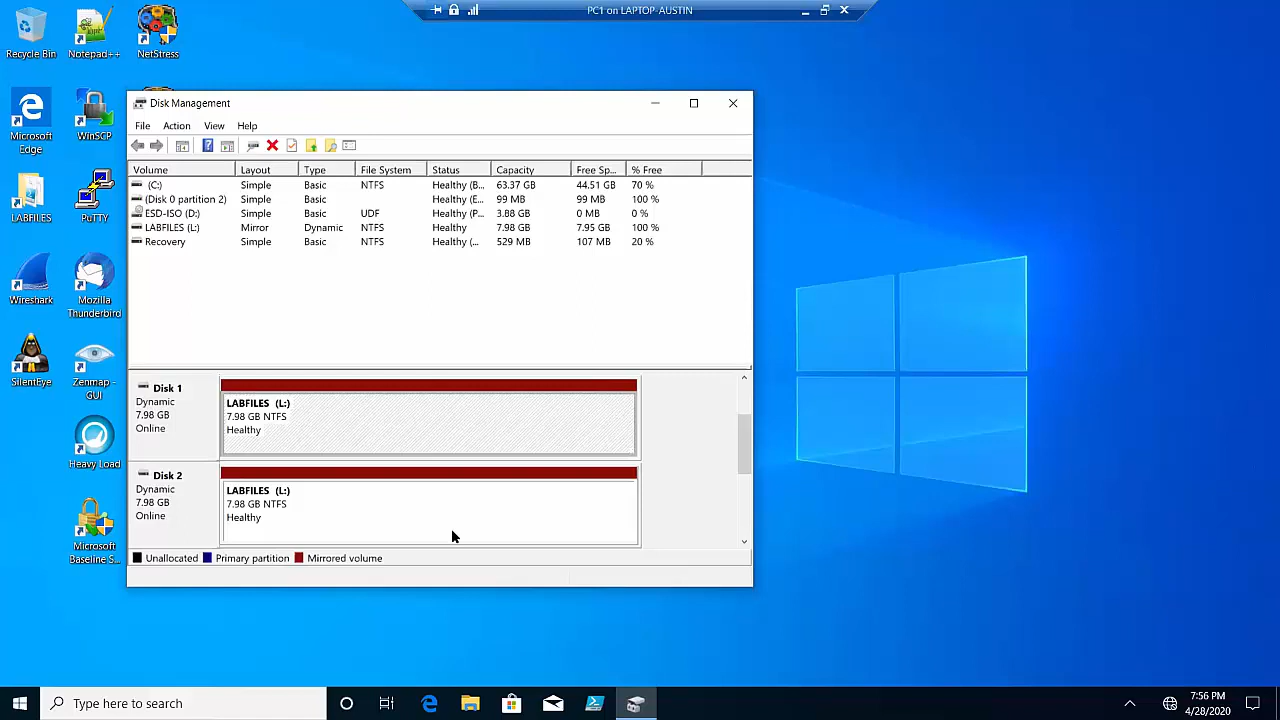 PC1 on LAPTOP-AUSTIN
Recycle Bin
Notepad++
NetStress
Microsoft
Edge
WinSCP
LABFILES
PuTTY
Wireshark
Mozilla
Thunderbird
SilentEye
Zenmap -
GUI
Heavy Load
Microsoft
Baseline S...
Disk Management
File Action View Help
Volume Layout Type File System Status Capacity Free Sp... % Free
(C:) Simple Basic NTFS Healthy (B... 63.37 GB 44.51 GB 70 %
(Disk 0 partition 2) Simple Basic Healthy (E... 99 MB 99 MB 100 %
ESD-ISO (D:) Simple Basic UDF Healthy (P... 3.88 GB 0 MB 0 %
LABFILES (L:) Mirror Dynamic NTFS Healthy 7.98 GB 7.95 GB 100 %
Recovery Simple Basic NTFS Healthy (... 529 MB 107 MB 20 %
Disk 1
Dynamic
7.98 GB
Online
LABFILES (L:)
7.98 GB NTFS
Healthy
Disk 2
Dynamic
7.98 GB
Online
LABFILES (L:)
7.98 GB NTFS
Healthy
Unallocated Primary partition Mirrored volume
Type here to search
7:56 PM
4/28/2020